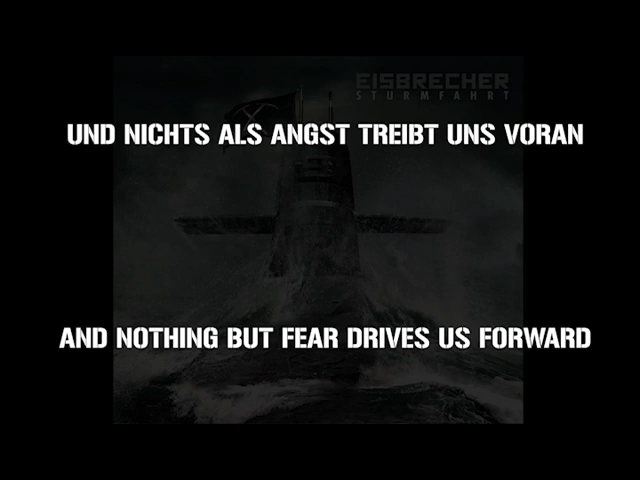 EISBRECHER
STURMFAHRT
UND NICHTS ALS ANGST TREIBT UNS VORAN
AND NOTHING BUT FEAR DRIVES US FORWARD